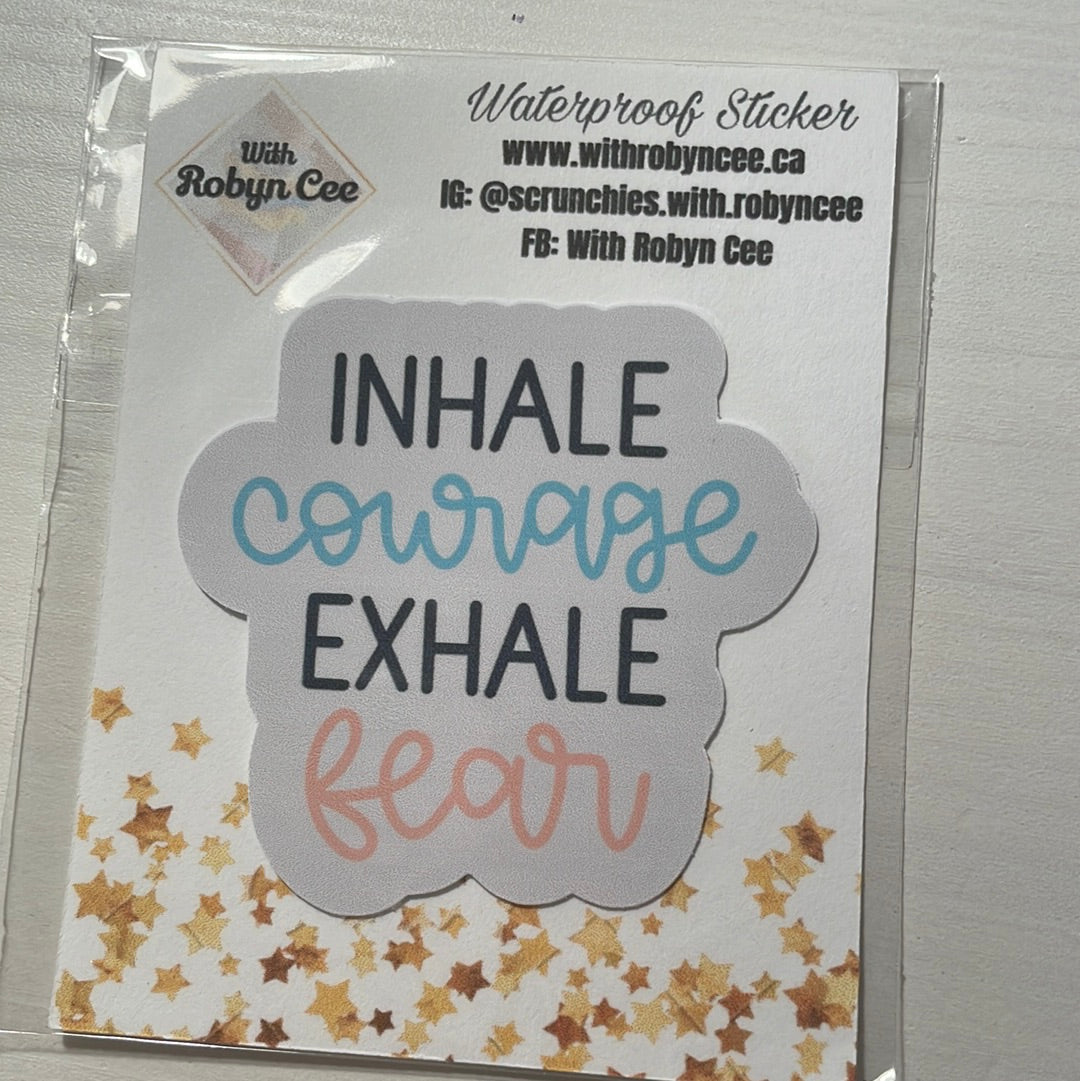 With
Robyn Cee
Waterproof Sticker
www.withrobyncee.ca
IG: @scrunchies.with.robyncee
FB: With Robyn Cee
INHALE
courage
EXHALE
fear